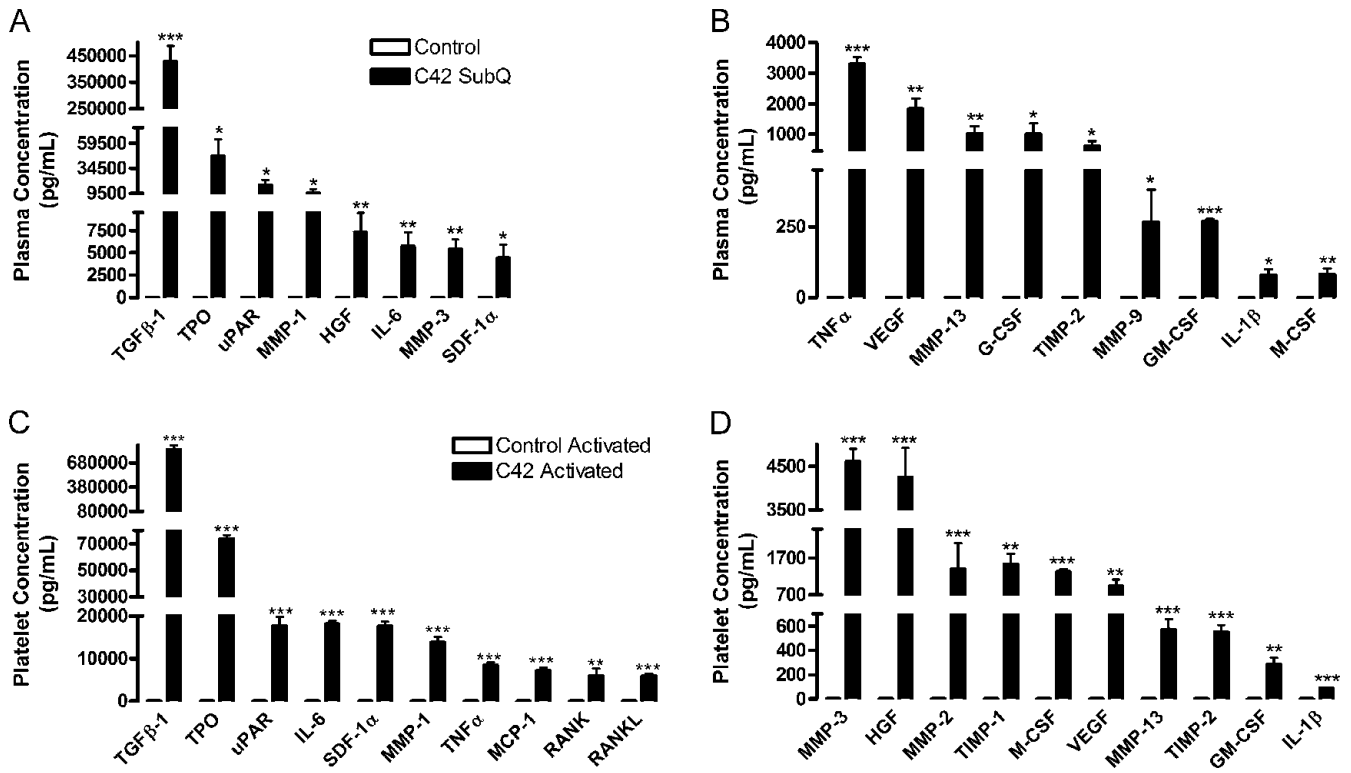 A
Plasma Concentration
(pg/mL)
450000
350000
250000
59500
34500
9500
7500
5000
2500
0
***
*
*
*
**
**
**
*
Control
C42 SubQ
TGFβ-1
TPO
uPAR
MMP-1
HGF
IL-6
MMP-3
SDF-1α
B
Plasma Concentration
(pg/mL)
4000
3000
2000
1000
250
0
***
**
**
*
*
*
***
*
**
TNFα
VEGF
MMP-13
G-CSF
TIMP-2
MMP-9
GM-CSF
IL-1β
M-CSF
C
Platelet Concentration
(pg/mL)
680000
380000
80000
70000
50000
30000
20000
10000
0
***
***
***
***
***
***
***
***
**
***
Control Activated
C42 Activated
TGFβ-1
TPO
uPAR
IL-6
SDF-1α
MMP-1
TNFα
MCP-1
RANK
RANKL
D
Platelet Concentration
(pg/mL)
4500
3500
1700
700
600
400
200
0
***
***
***
**
***
**
***
***
**
***
MMP-3
HGF
MMP-2
TIMP-1
M-CSF
VEGF
MMP-13
TIMP-2
GM-CSF
IL-1β